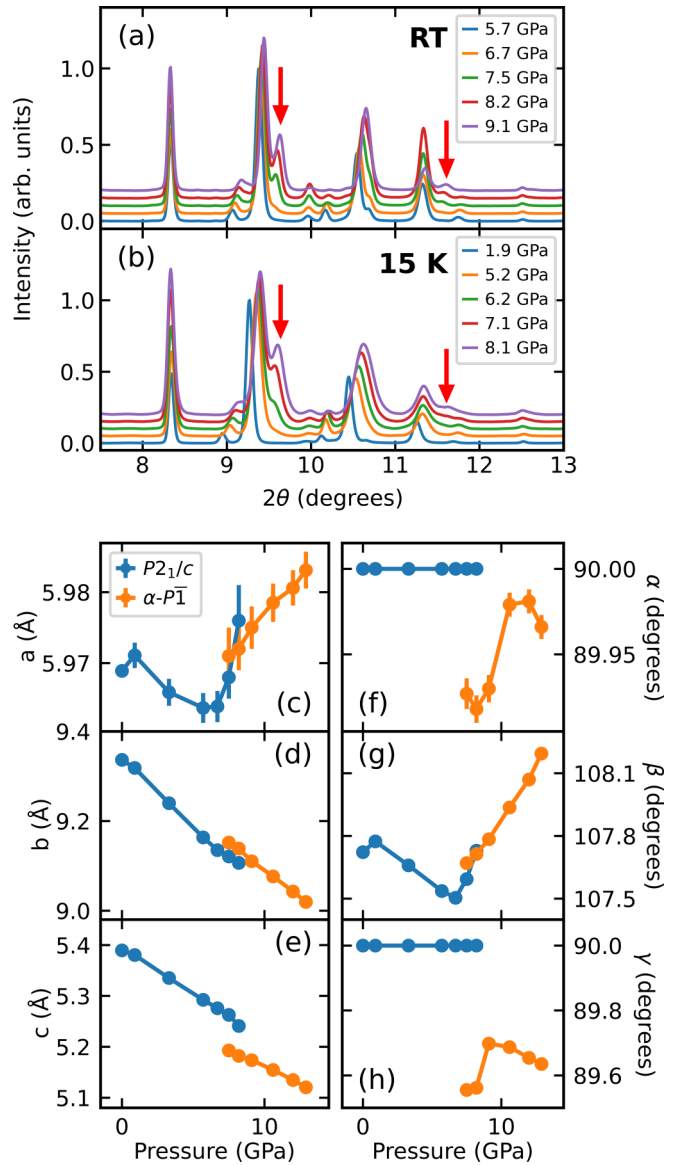 (a)
RT
5.7 GPa
6.7 GPa
7.5 GPa
8.2 GPa
9.1 GPa
1.0
0.5
0.0
(b)
15 K
1.9 GPa
5.2 GPa
6.2 GPa
7.1 GPa
8.1 GPa
1.0
0.5
0.0
Intensity (arb. units)
8 9 10 11 12 13
2θ (degrees)
P2₁/c
α-P1̅
5.98
5.97
a (Å)
(c)
(f)
90.00
89.95
α (degrees)
9.4
9.2
9.0
b (Å)
(d)
(g)
108.1
107.8
107.5
β (degrees)
5.4
5.3
5.2
5.1
c (Å)
(e)
(h)
90.0
89.8
89.6
γ (degrees)
0 10
0 10
Pressure (GPa) Pressure (GPa)